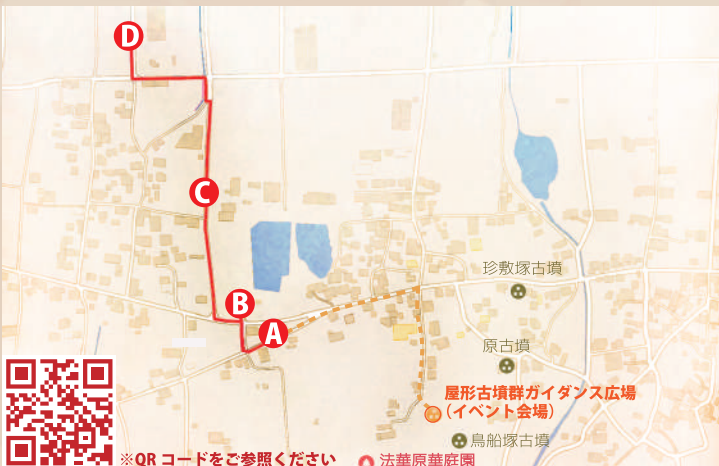 D
C
珍敷塚古墳
B
A
原古墳
屋形古墳群ガイダンス広場
(イベント会場)
鳥船塚古墳
※QR コードをご参照ください
法華原華庭園